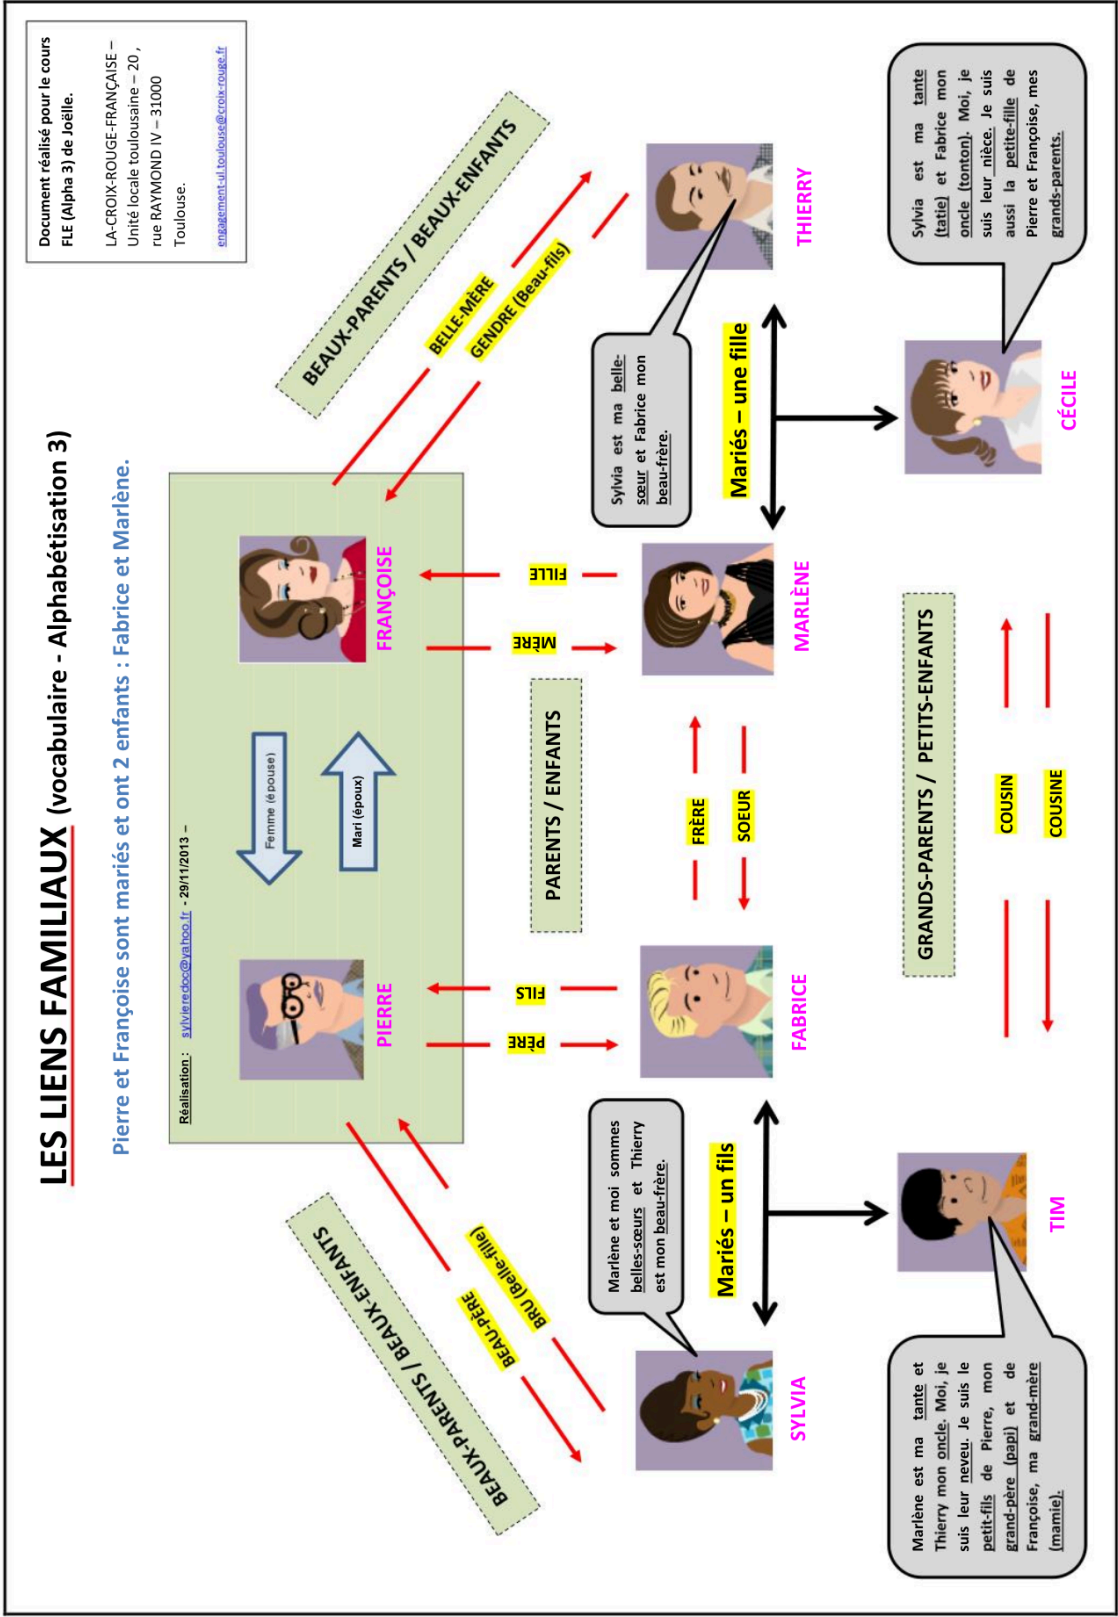 LES LIENS FAMILIAUX (vocabulaire - Alphabétisation 3)
Pierre et Françoise sont mariés et ont 2 enfants : Fabrice et Marlène.
Document réalisé pour le cours
FLE (Alpha 3) de Joëlle.
LA-CROIX-ROUGE-FRANÇAISE –
Unité locale toulousaine – 20 ,
rue RAYMOND IV – 31000
Toulouse.
engagement-ul.toulouse@croix-rouge.fr
Réalisation : sylvieredoc@yahoo.fr - 29/11/2013 –
Femme (épouse)
Mari (époux)
PIERRE
FRANÇOISE
BEAUX-PARENTS / BEAUX-ENFANTS
BEAU-PÈRE
BRU (Belle-fille)
BEAUX-PARENTS / BEAUX-ENFANTS
BELLE-MÈRE
GENDRE (Beau-fils)
PÈRE
FILS
PARENTS / ENFANTS
MÈRE
FILLE
Marlène et moi sommes
belles-sœurs et Thierry
est mon beau-frère.
Sylvia est ma belle-
sœur et Fabrice mon
beau-frère.
Mariés – un fils
FRÈRE
SOEUR
Mariés – une fille
SYLVIA
FABRICE
MARLÈNE
THIERRY
GRANDS-PARENTS / PETITS-ENFANTS
COUSIN
COUSINE
TIM
CÉCILE
Marlène est ma tante et
Thierry mon oncle. Moi, je
suis leur neveu. Je suis le
petit-fils de Pierre, mon
grand-père (papi) et de
Françoise, ma grand-mère
(mamie).
Sylvia est ma tante
(tatie) et Fabrice mon
oncle (tonton). Moi, je
suis leur nièce. Je suis
aussi la petite-fille de
Pierre et Françoise, mes
grands-parents.